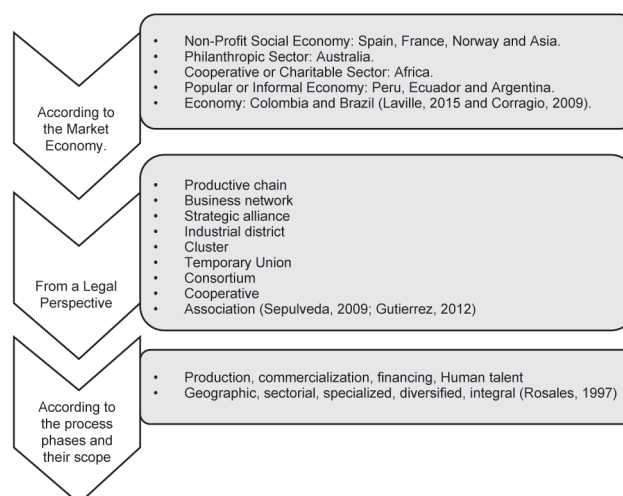 According to
the Market
Economy.
• Non-Profit Social Economy: Spain, France, Norway and Asia.
• Philanthropic Sector: Australia.
• Cooperative or Charitable Sector: Africa.
• Popular or Informal Economy: Peru, Ecuador and Argentina.
• Economy: Colombia and Brazil (Laville, 2015 and Corragio, 2009).
From a Legal
Perspective
• Productive chain
• Business network
• Strategic alliance
• Industrial district
• Cluster
• Temporary Union
• Consortium
• Cooperative
• Association (Sepulveda, 2009; Gutierrez, 2012)
According to
the process
phases and
their scope
• Production, commercialization, financing, Human talent
• Geographic, sectorial, specialized, diversified, integral (Rosales, 1997)